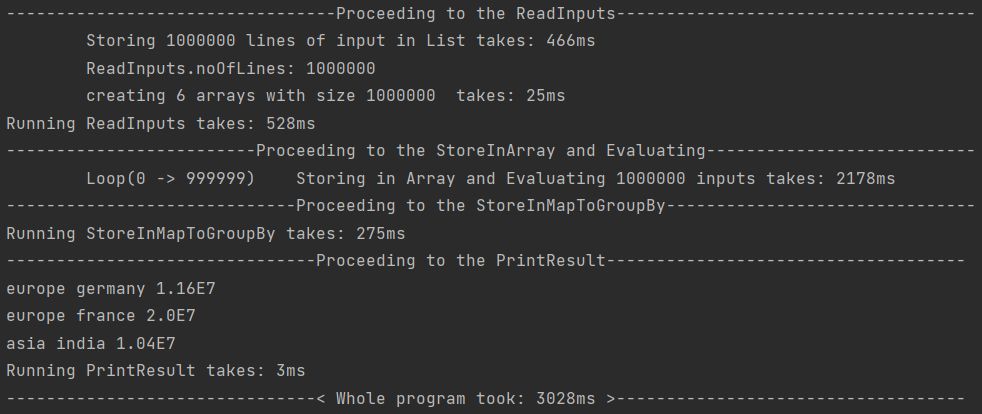 ---------------------------------Proceeding to the ReadInputs------------------------------------
        Storing 1000000 lines of input in List takes: 466ms
        ReadInputs.noOfLines: 1000000
        creating 6 arrays with size 1000000  takes: 25ms
Running ReadInputs takes: 528ms
-------------------------Proceeding to the StoreInArray and Evaluating---------------------------
        Loop(0 -> 999999)    Storing in Array and Evaluating 1000000 inputs takes: 2178ms
-----------------------------Proceeding to the StoreInMapToGroupBy-------------------------------
Running StoreInMapToGroupBy takes: 275ms
-------------------------------Proceeding to the PrintResult------------------------------------
europe germany 1.16E7
europe france 2.0E7
asia india 1.04E7
Running PrintResult takes: 3ms
-------------------------------< Whole program took: 3028ms >-----------------------------------